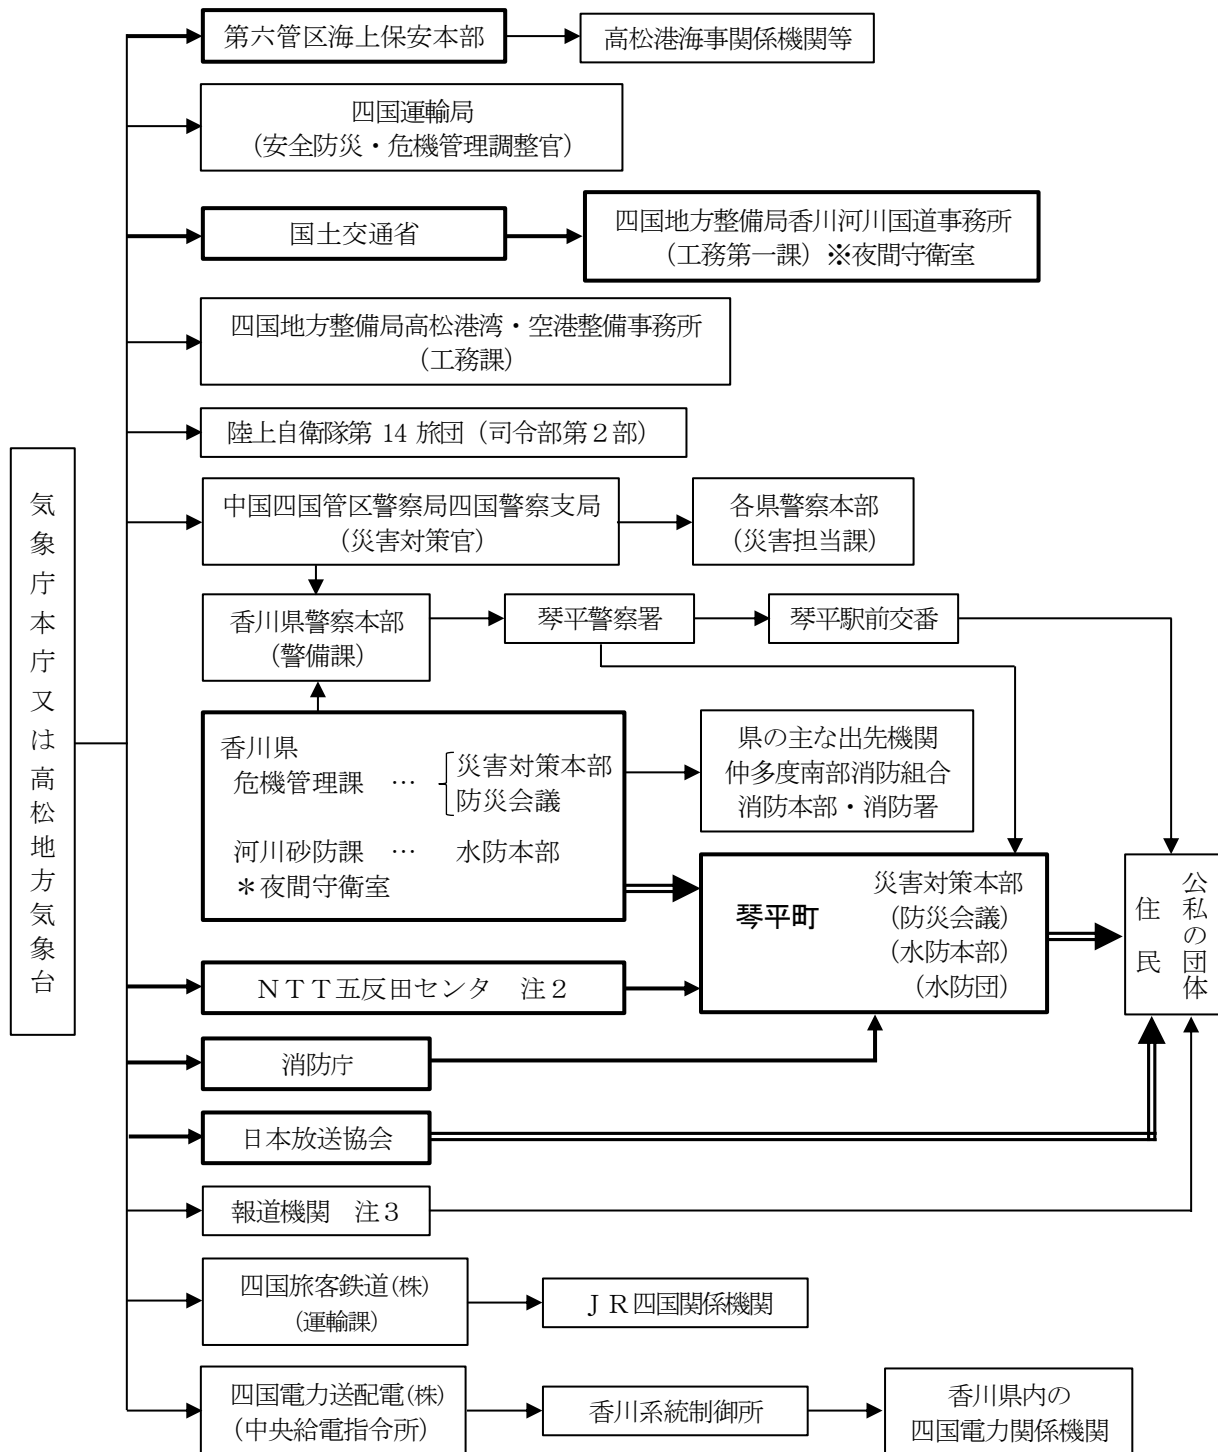 第六管区海上保安本部
高松港海事関係機関等
四国運輸局
(安全防災・危機管理調整官)
国土交通省
四国地方整備局香川河川国道事務所
(工務第一課)※夜間守衛室
四国地方整備局高松港湾・空港整備事務所
(工務課)
陸上自衛隊第 14 旅団(司令部第2部)
気象庁本庁又は高松地方気象台
中国四国管区警察局四国警察支局
(災害対策官)
各県警察本部
(災害担当課)
香川県警察本部
(警備課)
琴平警察署
琴平駅前交番
香川県
危機管理課 …
災害対策本部
防災会議
河川砂防課 … 水防本部
＊夜間守衛室
県の主な出先機関
仲多度南部消防組合
消防本部・消防署
琴平町
災害対策本部
(防災会議)
(水防本部)
(水防団)
公私の団体
住民
NTT五反田センタ 注2
消防庁
日本放送協会
報道機関 注3
四国旅客鉄道(株)
(運輸課)
JR四国関係機関
四国電力送配電(株)
(中央給電指令所)
香川系統制御所
香川県内の
四国電力関係機関